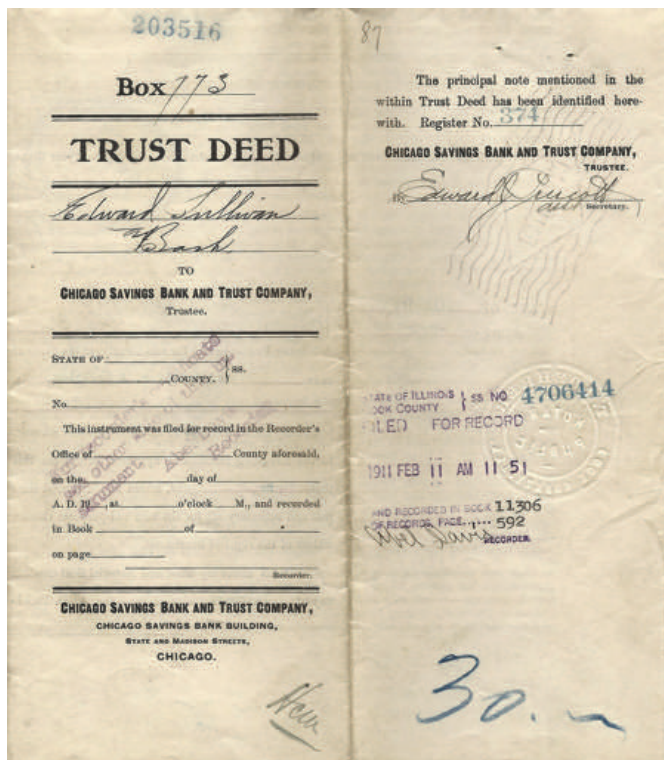 203516
Box 773
TRUST DEED
Edward Sullivan
Bash
TO
CHICAGO SAVINGS BANK AND TRUST COMPANY,
Trustee.
STATE OF
COUNTY. } ss.
No.
This instrument was filed for record in the Recorder's
Office of County aforesaid,
on the day of
A. D. 19 , at o'clock M., and recorded
in Book of
on page
Recorder.
CHICAGO SAVINGS BANK AND TRUST COMPANY,
CHICAGO SAVINGS BANK BUILDING,
STATE AND MADISON STREETS,
CHICAGO.
87
The principal note mentioned in the
within Trust Deed has been identified here-
with. Register No. 374
CHICAGO SAVINGS BANK AND TRUST COMPANY,
TRUSTEE.
Edward J
Secretary.
STATE OF ILLINOIS } SS NO 4706414
COOK COUNTY
FILED FOR RECORD
1911 FEB 11 AM 11 51
AND RECORDED IN BOOK 11306
OF RECORDS, PAGE 592
Abel Davis
RECORDER.
30.